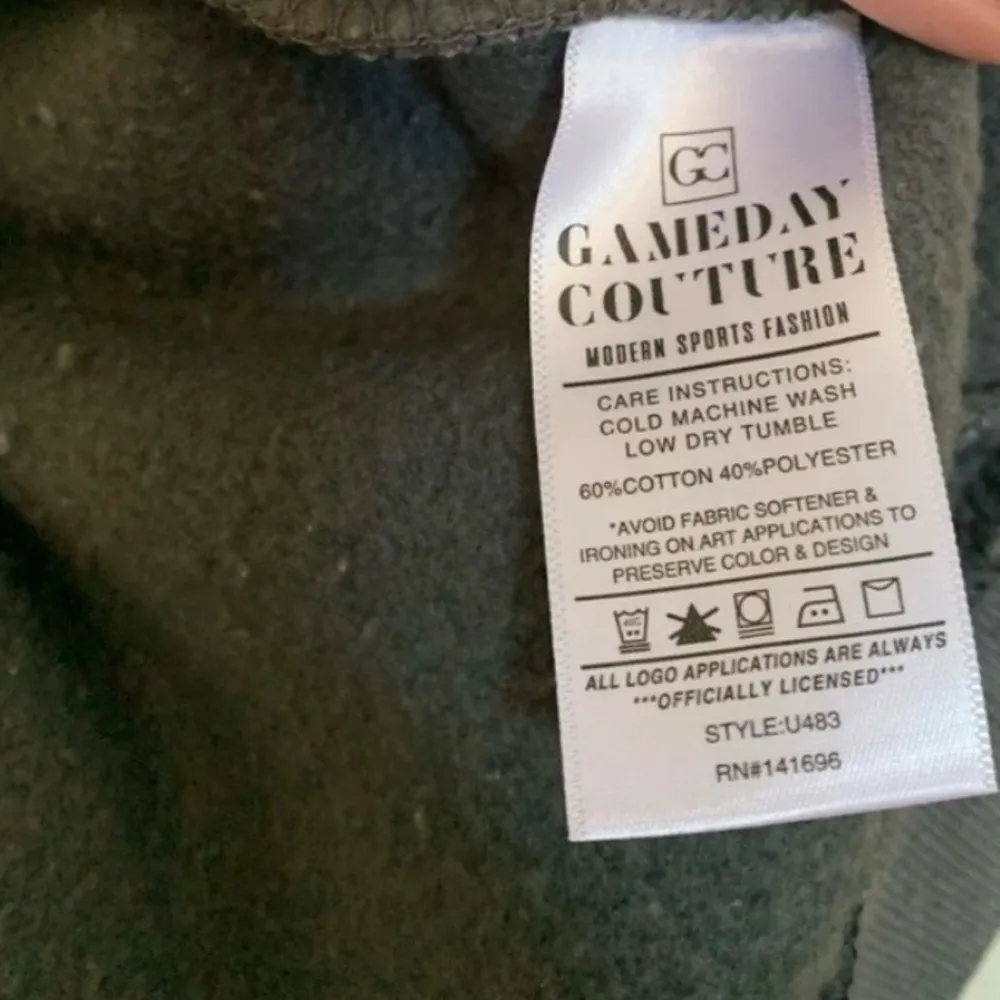 GC
GAMEDAY
COUTURE
MODERN SPORTS FASHION
CARE INSTRUCTIONS:
COLD MACHINE WASH
LOW DRY TUMBLE
60%COTTON 40%POLYESTER
*AVOID FABRIC SOFTENER &
IRONING ON ART APPLICATIONS TO
PRESERVE COLOR & DESIGN
40C
ALL LOGO APPLICATIONS ARE ALWAYS
***OFFICIALLY LICENSED***
STYLE:U483
RN#141696